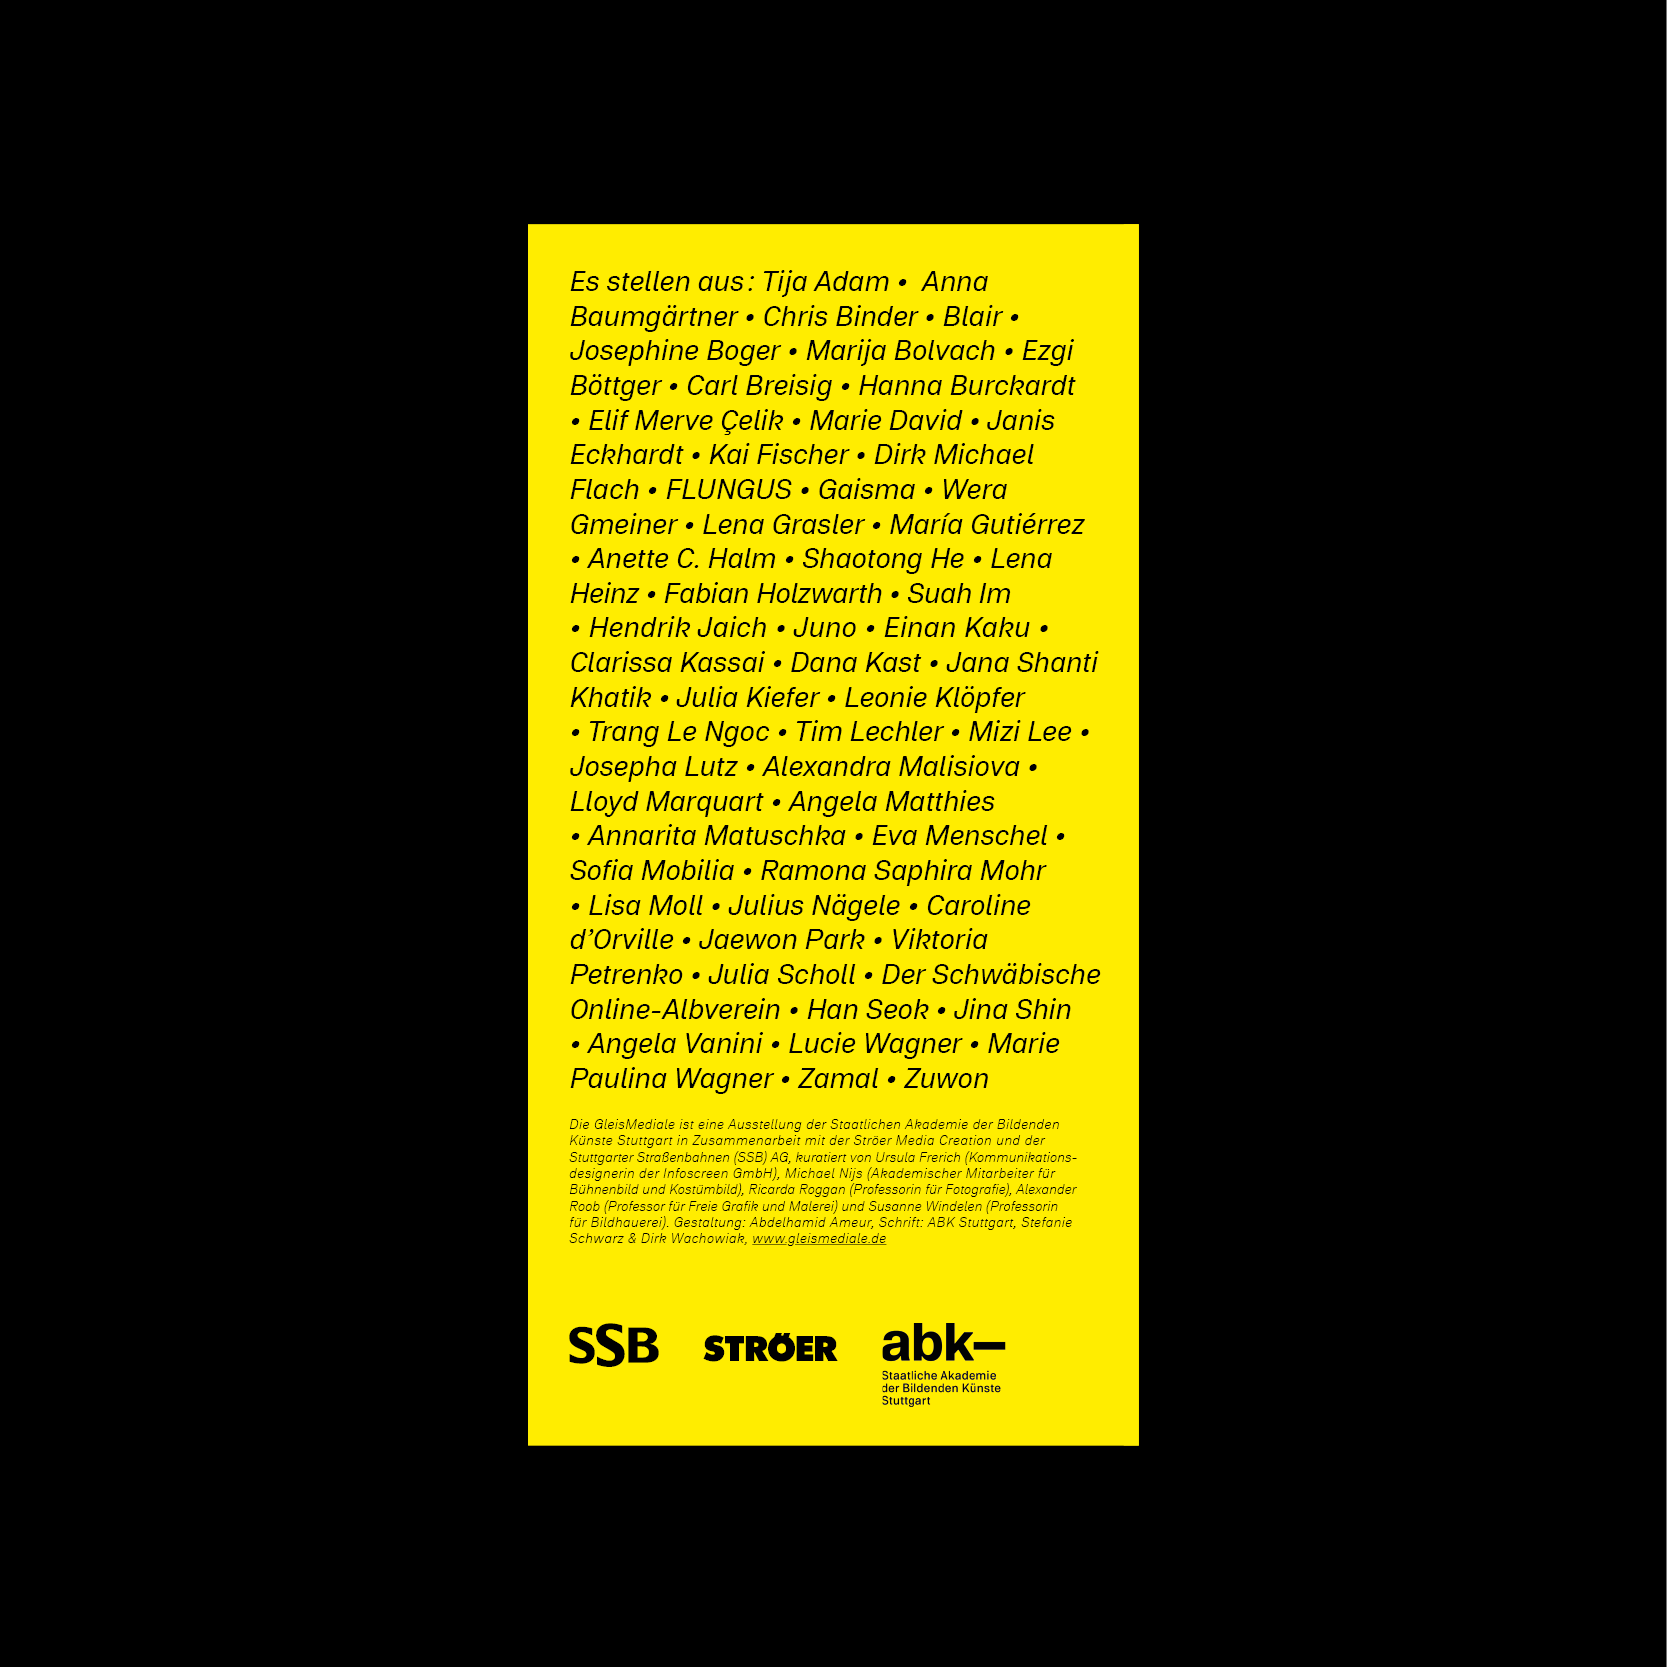 Es stellen aus: Tija Adam •  Anna
Baumgärtner • Chris Binder • Blair •
Josephine Boger • Marija Bolvach • Ezgi
Böttger • Carl Breisig • Hanna Burckardt
• Elif Merve Çelik • Marie David • Janis
Eckhardt • Kai Fischer • Dirk Michael
Flach • FLUNGUS • Gaisma • Wera
Gmeiner • Lena Grasler • María Gutiérrez
• Anette C. Halm • Shaotong He • Lena
Heinz • Fabian Holzwarth • Suah Im
• Hendrik Jaich • Juno • Einan Kaku •
Clarissa Kassai • Dana Kast • Jana Shanti
Khatik • Julia Kiefer • Leonie Klöpfer
• Trang Le Ngoc • Tim Lechler • Mizi Lee •
Josepha Lutz • Alexandra Malisiova •
Lloyd Marquart • Angela Matthies
• Annarita Matuschka • Eva Menschel •
Sofia Mobilia • Ramona Saphira Mohr
• Lisa Moll • Julius Nägele • Caroline
d’Orville • Jaewon Park • Viktoria
Petrenko • Julia Scholl • Der Schwäbische
Online-Albverein • Han Seok • Jina Shin
• Angela Vanini • Lucie Wagner • Marie
Paulina Wagner • Zamal • Zuwon
Die GleisMediale ist eine Ausstellung der Staatlichen Akademie der Bildenden
Künste Stuttgart in Zusammenarbeit mit der Ströer Media Creation und der
Stuttgarter Straßenbahnen (SSB) AG, kuratiert von Ursula Frerich (Kommunikations-
designerin der Infoscreen GmbH), Michael Nijs (Akademischer Mitarbeiter für
Bühnenbild und Kostümbild), Ricarda Roggan (Professorin für Fotografie), Alexander
Roob (Professor für Freie Grafik und Malerei) und Susanne Windelen (Professorin
für Bildhauerei). Gestaltung: Abdelhamid Ameur, Schrift: ABK Stuttgart, Stefanie
Schwarz & Dirk Wachowiak, www.gleismediale.de
SSB
STRÖER
abk–
Staatliche Akademie
der Bildenden Künste
Stuttgart